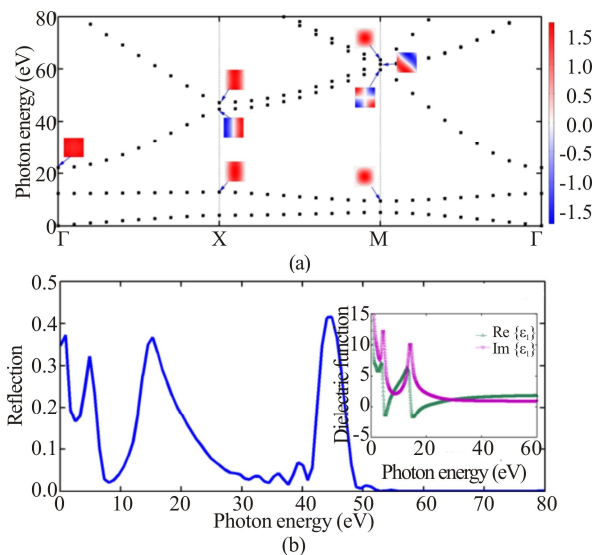 80
60
40
20
0
Photon energy (eV)
Γ
X
M
Γ
1.5
1.0
0.5
0.0
-0.5
-1.0
-1.5
(a)
0.5
0.4
0.3
0.2
0.1
0.0
Reflection
0
10
20
30
40
50
60
70
80
Photon energy (eV)
15
10
5
0
-5
Dielectric function
Re {ε₁}
Im {ε₁}
0
20
40
60
Photon energy (eV)
(b)